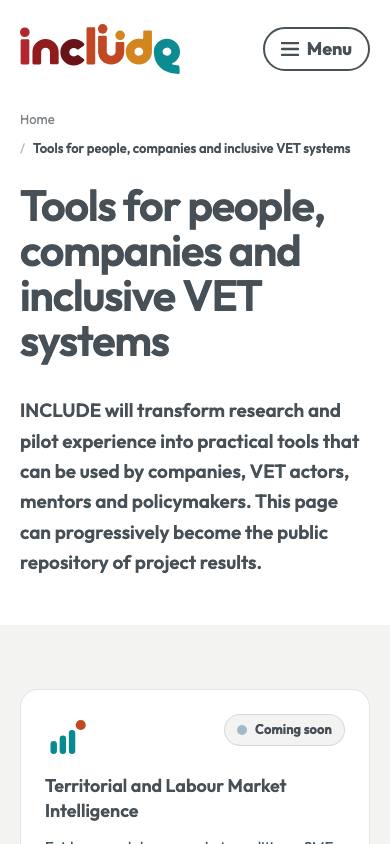 include
Menu
Home
/ Tools for people, companies and inclusive VET systems
Tools for people,
companies and
inclusive VET
systems
INCLUDE will transform research and
pilot experience into practical tools that
can be used by companies, VET actors,
mentors and policymakers. This page
can progressively become the public
repository of project results.
Coming soon
Territorial and Labour Market
Intelligence